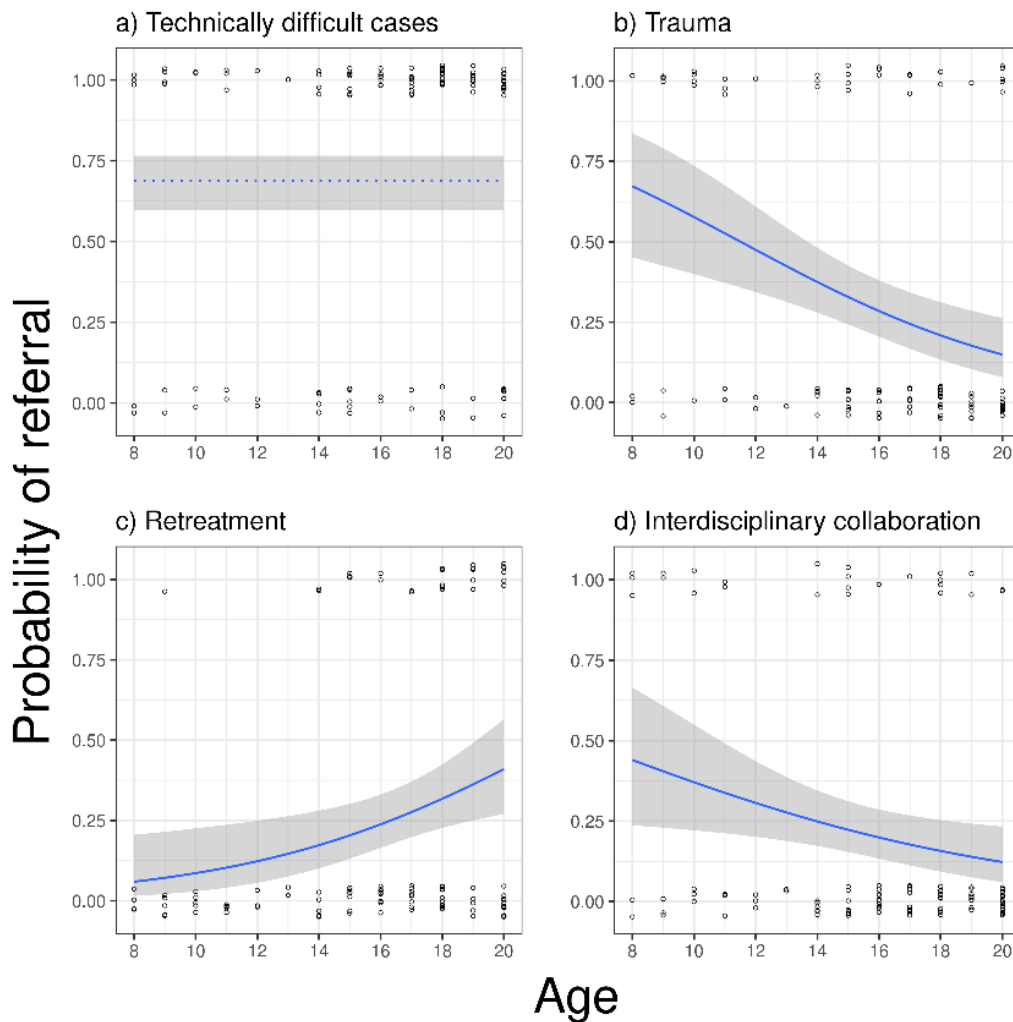 a) Technically difficult cases
b) Trauma
1.00
0.75
0.50
0.25
0.00
8 10 12 14 16 18 20
1.00
0.75
0.50
0.25
0.00
8 10 12 14 16 18 20
Probability of referral
c) Retreatment
d) Interdisciplinary collaboration
1.00
0.75
0.50
0.25
0.00
8 10 12 14 16 18 20
1.00
0.75
0.50
0.25
0.00
8 10 12 14 16 18 20
Age